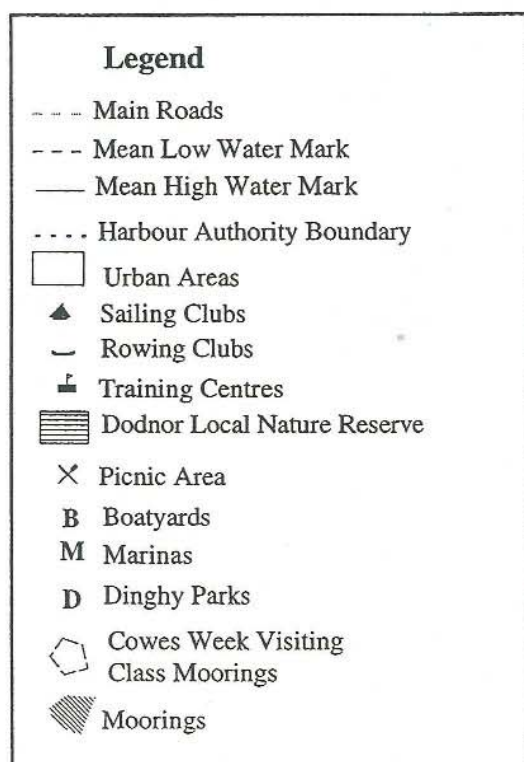 Legend
Main Roads
Mean Low Water Mark
Mean High Water Mark
Harbour Authority Boundary
Urban Areas
Sailing Clubs
Rowing Clubs
Training Centres
Dodnor Local Nature Reserve
Picnic Area
B Boatyards
M Marinas
D Dinghy Parks
Cowes Week Visiting
Class Moorings
Moorings